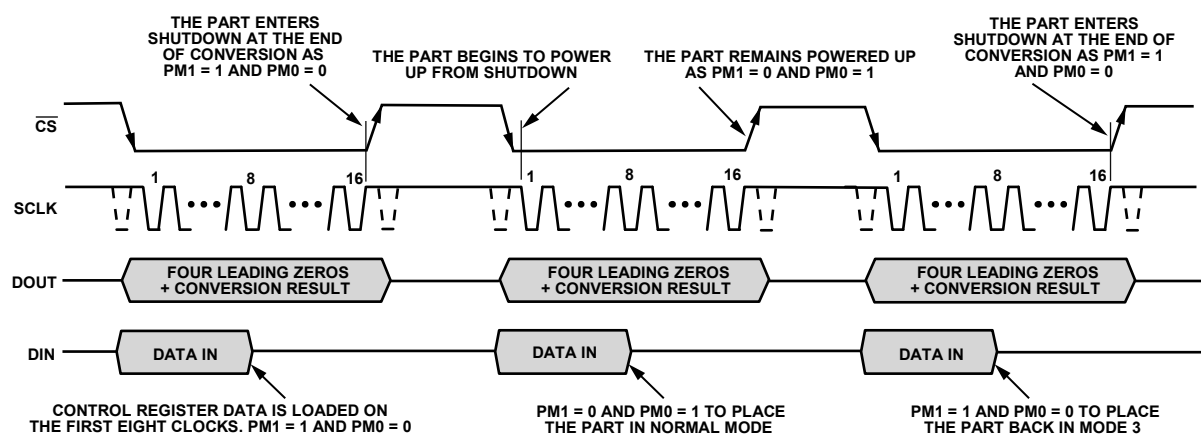 THE PART ENTERS
SHUTDOWN AT THE END
OF CONVERSION AS
PM1 = 1 AND PM0 = 0
THE PART BEGINS TO POWER
UP FROM SHUTDOWN
THE PART REMAINS POWERED UP
AS PM1 = 0 AND PM0 = 1
THE PART ENTERS
SHUTDOWN AT THE END OF
CONVERSION AS PM1 = 1
AND PM0 = 0
CS
1 8 16 1 8 16 1 8 16
SCLK
DOUT
FOUR LEADING ZEROS
+ CONVERSION RESULT
FOUR LEADING ZEROS
+ CONVERSION RESULT
FOUR LEADING ZEROS
+ CONVERSION RESULT
DIN
DATA IN
DATA IN
DATA IN
CONTROL REGISTER DATA IS LOADED ON
THE FIRST EIGHT CLOCKS. PM1 = 1 AND PM0 = 0
PM1 = 0 AND PM0 = 1 TO PLACE
THE PART IN NORMAL MODE
PM1 = 1 AND PM0 = 0 TO PLACE
THE PART BACK IN MODE 3